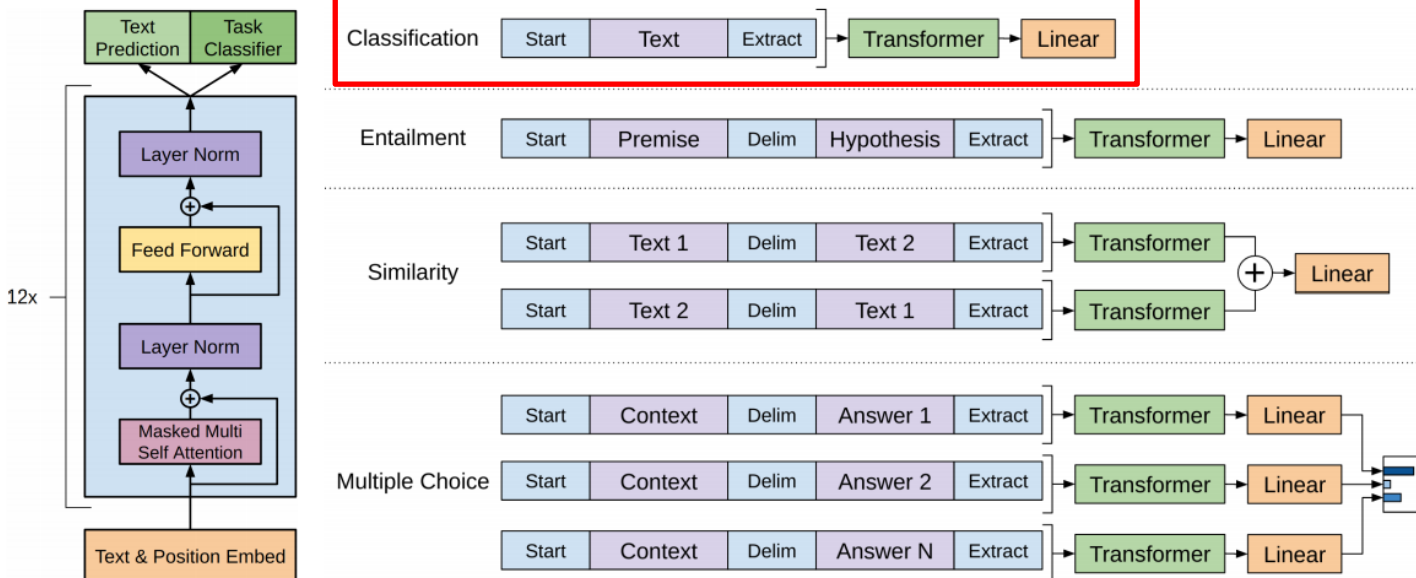 Text
Prediction
Task
Classifier
12x
Layer Norm
Feed Forward
Layer Norm
Masked Multi
Self Attention
Text & Position Embed
Classification Start Text Extract Transformer Linear
Entailment Start Premise Delim Hypothesis Extract Transformer Linear
Similarity
Start Text 1 Delim Text 2 Extract Transformer
Start Text 2 Delim Text 1 Extract Transformer
+ Linear
Multiple Choice
Start Context Delim Answer 1 Extract Transformer Linear
Start Context Delim Answer 2 Extract Transformer Linear
Start Context Delim Answer N Extract Transformer Linear